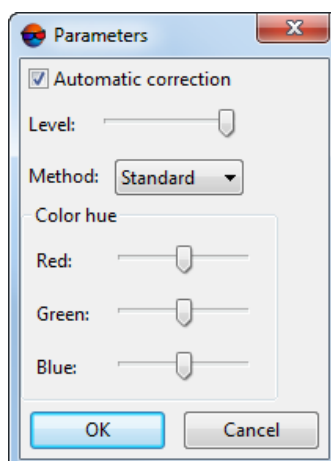 Parameters
Automatic correction
Level:
Method: Standard
Color hue
Red:
Green:
Blue:
OK Cancel